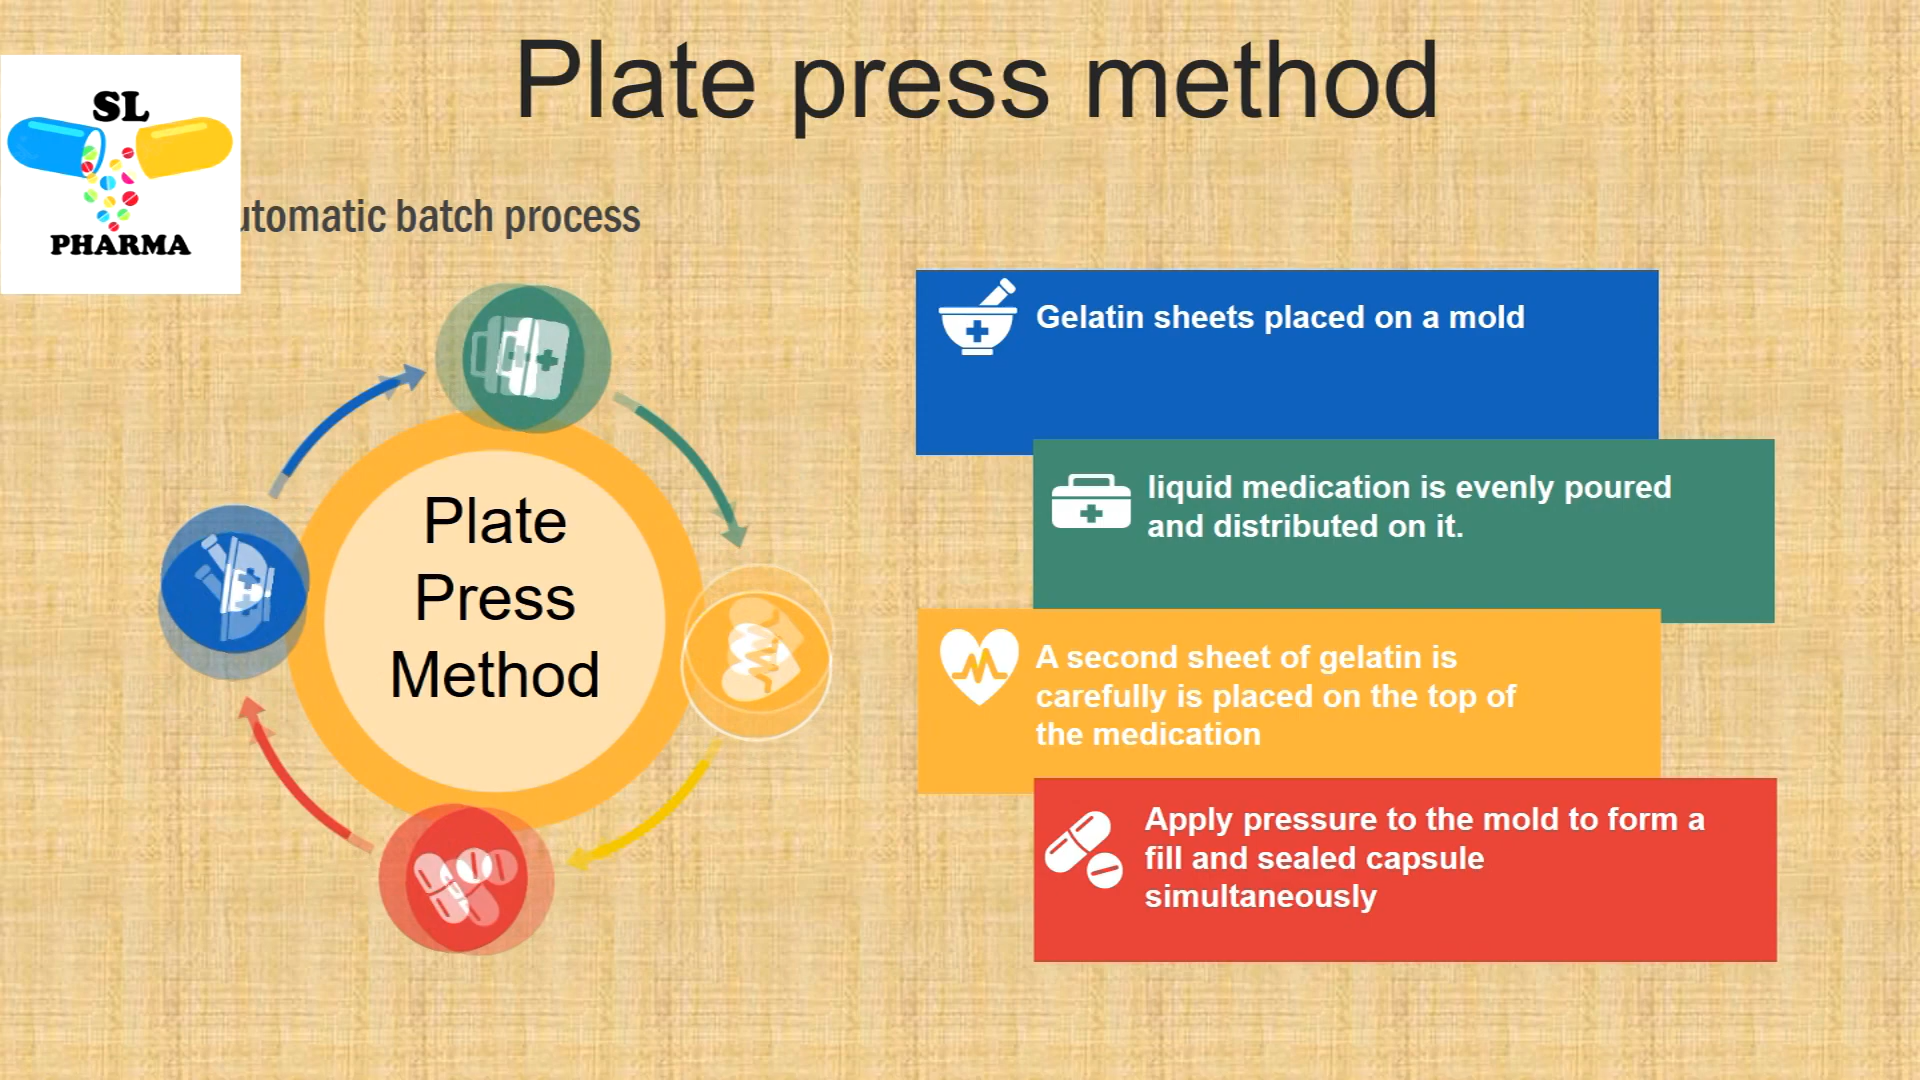 Plate press method
SL
PHARMA
utomatic batch process
Plate
Press
Method
Gelatin sheets placed on a mold
liquid medication is evenly poured
and distributed on it.
A second sheet of gelatin is
carefully is placed on the top of
the medication
Apply pressure to the mold to form a
fill and sealed capsule
simultaneously